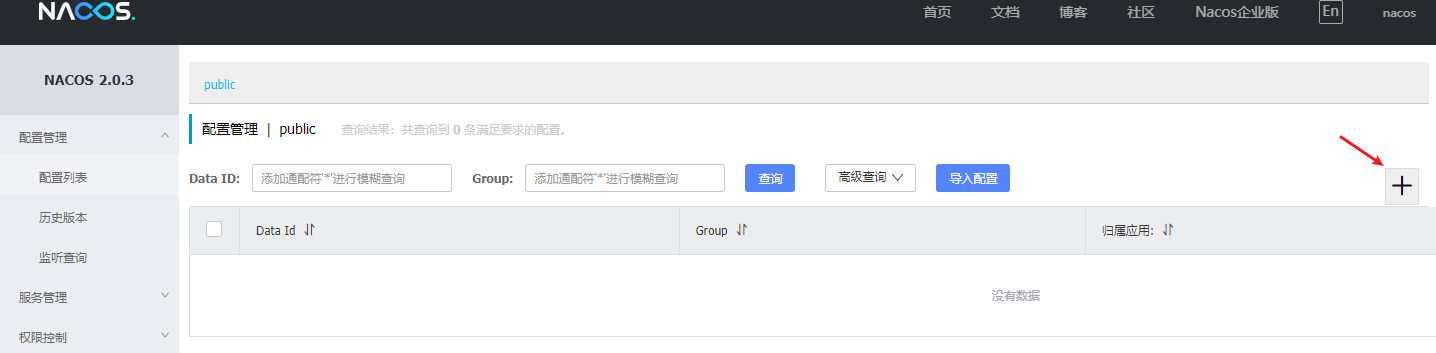 NACOS. 首页 文档 博客 社区 Nacos企业版 En nacos
NACOS 2.0.3
public
配置管理
配置管理 | public 查询结果：共查询到 0 条满足要求的配置。
配置列表
Data ID: 添加通配符'*'进行模糊查询 Group: 添加通配符'*'进行模糊查询 查询 高级查询 导入配置
历史版本
Data Id Group 归属应用:
监听查询
服务管理
没有数据
权限控制